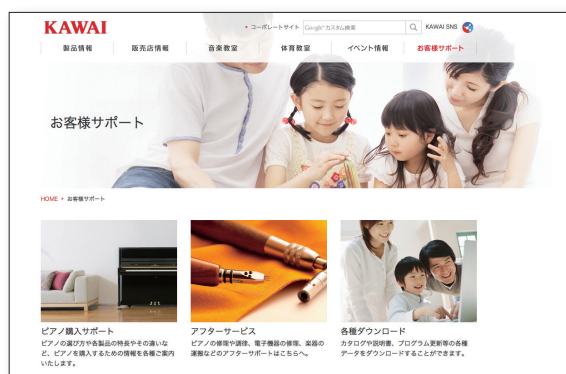 KAWAI
コーポレートサイト Google™ カスタム検索 KAWAI SNS
製品情報 販売店情報 音楽教室 体育教室 イベント情報 お客様サポート
お客様サポート
HOME お客様サポート
ピアノ購入サポート
ピアノの選び方や各製品の特長やその違いな
ど、ピアノを購入するための情報を各種ご案内
いたします。
アフターサービス
ピアノの修理や調律、電子機器の修理、楽器の
運搬などのアフターサポートはこちらへ。
各種ダウンロード
カタログや説明書、プログラム更新等の各種
データをダウンロードすることができます。